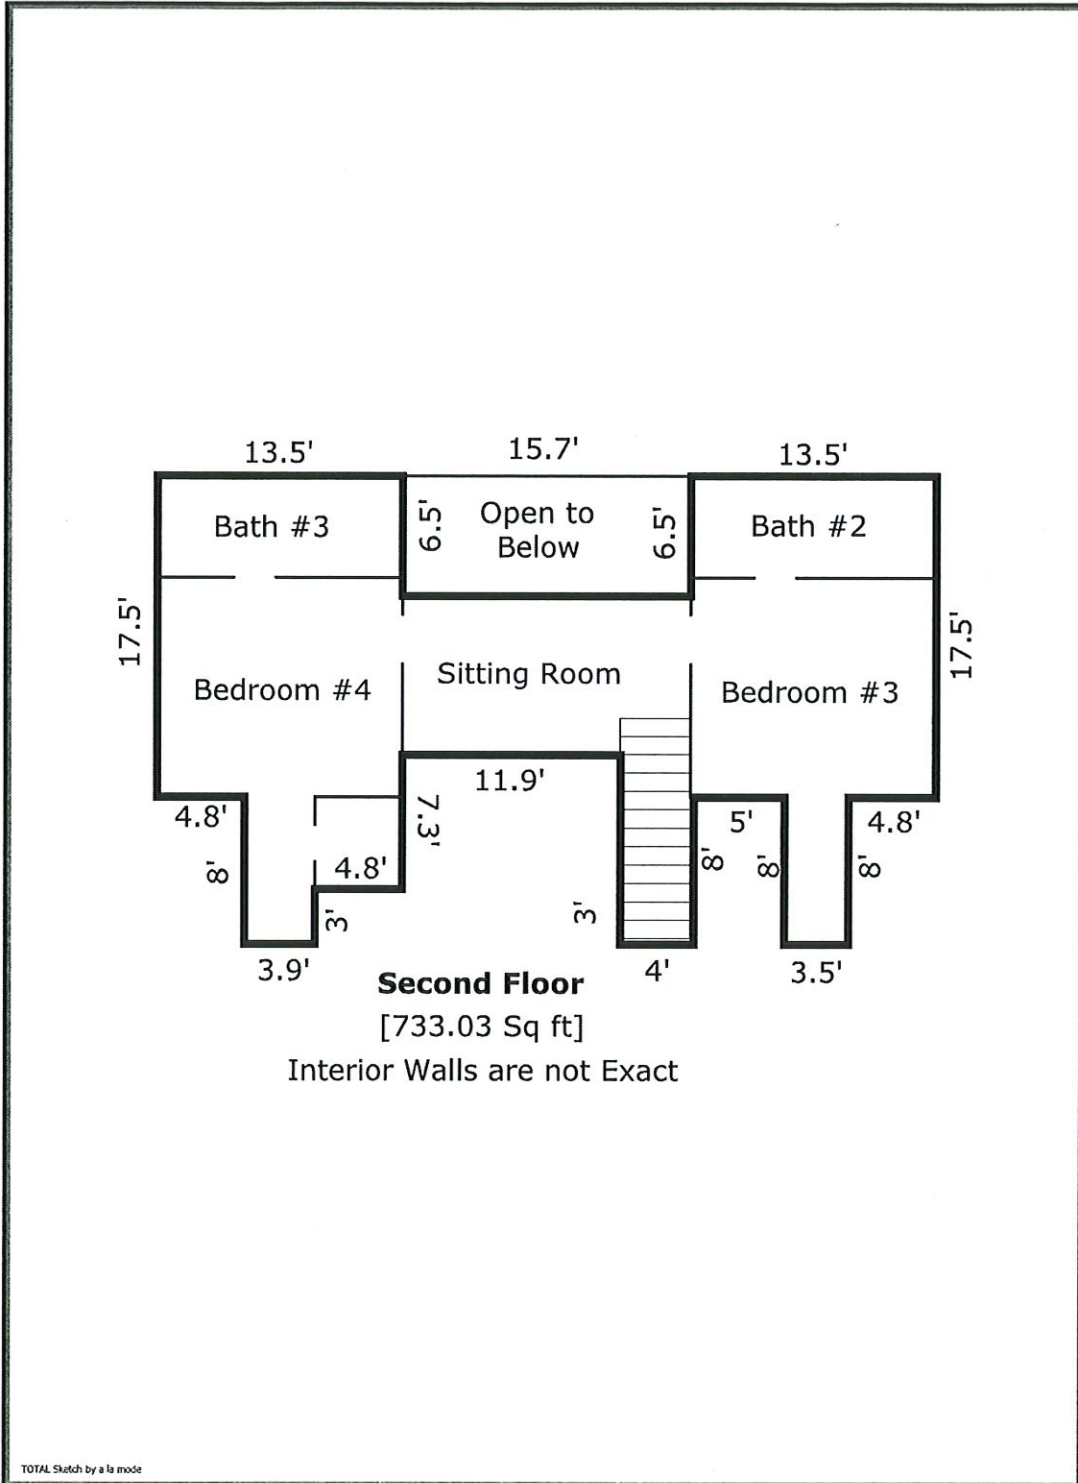 13.5'
15.7'
13.5'
Bath #3
6.5'
Open to
Below
6.5'
Bath #2
17.5'
Bedroom #4
Sitting Room
Bedroom #3
17.5'
11.9'
4.8'
7.3'
5'
4.8'
8'
4.8'
8'
8'
8'
3'
3'
3.9'
4'
3.5'
Second Floor
[733.03 Sq ft]
Interior Walls are not Exact
TOTAL Sketch by a la mode